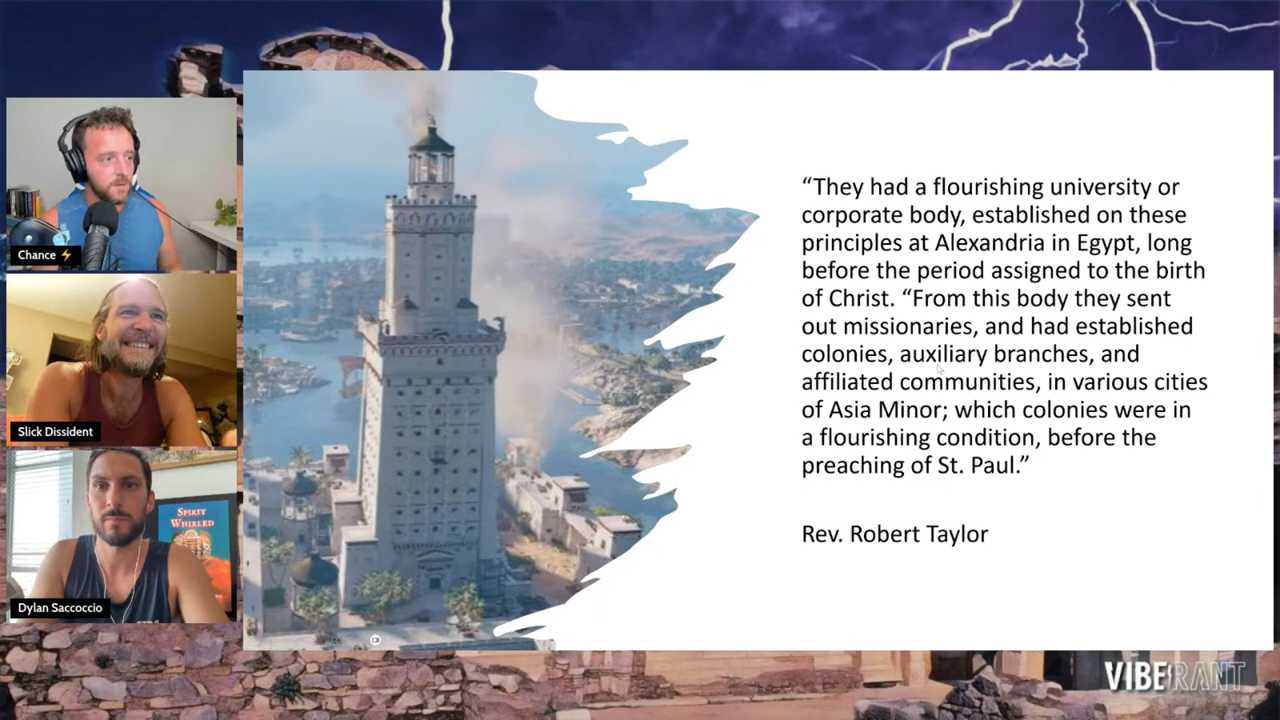 Chance ⚡
Slick Dissident
SPIRIT
WHIRLED
Dylan Saccoccio
“They had a flourishing university or
corporate body, established on these
principles at Alexandria in Egypt, long
before the period assigned to the birth
of Christ. “From this body they sent
out missionaries, and had established
colonies, auxiliary branches, and
affiliated communities, in various cities
of Asia Minor; which colonies were in
a flourishing condition, before the
preaching of St. Paul.”
Rev. Robert Taylor
VIBERANT